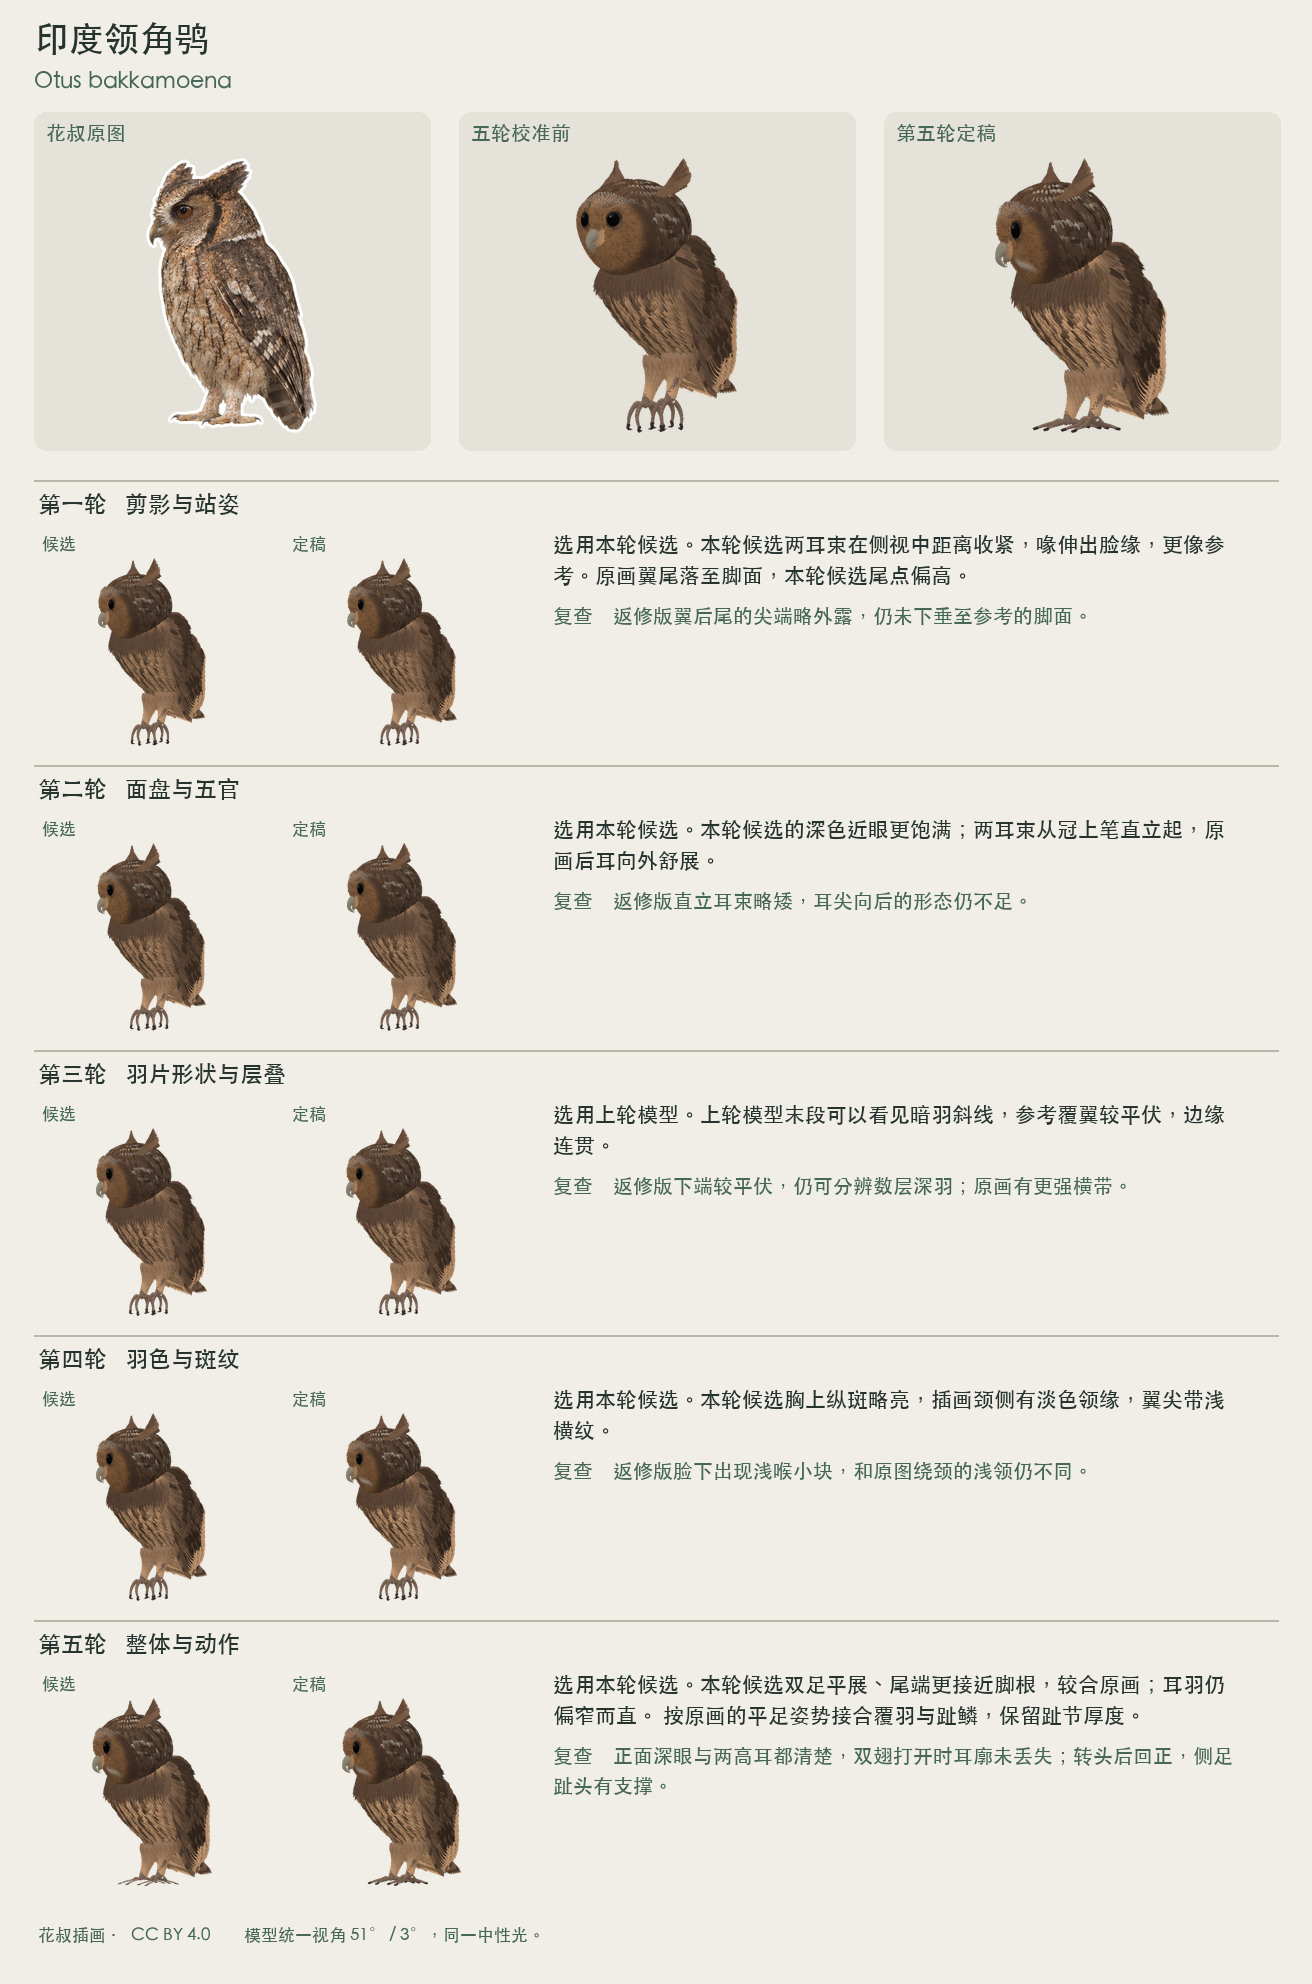 印度领角鸮
Otus bakkamoena
花叔原图
五轮校准前
第五轮定稿
第一轮 剪影与站姿
候选
定稿
选用本轮候选。本轮候选两耳束在侧视中距离收紧，喙伸出脸缘，更像参
考。原画翼尾落至脚面，本轮候选尾点偏高。
复查 返修版翼后尾的尖端略外露，仍未下垂至参考的脚面。
第二轮 面盘与五官
候选
定稿
选用本轮候选。本轮候选的深色近眼更饱满；两耳束从冠上笔直立起，原
画后耳向外舒展。
复查 返修版直立耳束略矮，耳尖向后的形态仍不足。
第三轮 羽片形状与层叠
候选
定稿
选用上轮模型。上轮模型末段可以看见暗羽斜线，参考覆翼较平伏，边缘
连贯。
复查 返修版下端较平伏，仍可分辨数层深羽；原画有更强横带。
第四轮 羽色与斑纹
候选
定稿
选用本轮候选。本轮候选胸上纵斑略亮，插画颈侧有淡色领缘，翼尖带浅
横纹。
复查 返修版脸下出现浅喉小块，和原图绕颈的浅领仍不同。
第五轮 整体与动作
候选
定稿
选用本轮候选。本轮候选双足平展、尾端更接近脚根，较合原画；耳羽仍
偏窄而直。 按原画的平足姿势接合覆羽与趾鳞，保留趾节厚度。
复查 正面深眼与两高耳都清楚，双翅打开时耳廓未丢失；转头后回正，侧足
趾头有支撑。
花叔插画 · CC BY 4.0 模型统一视角 51° / 3°，同一中性光。